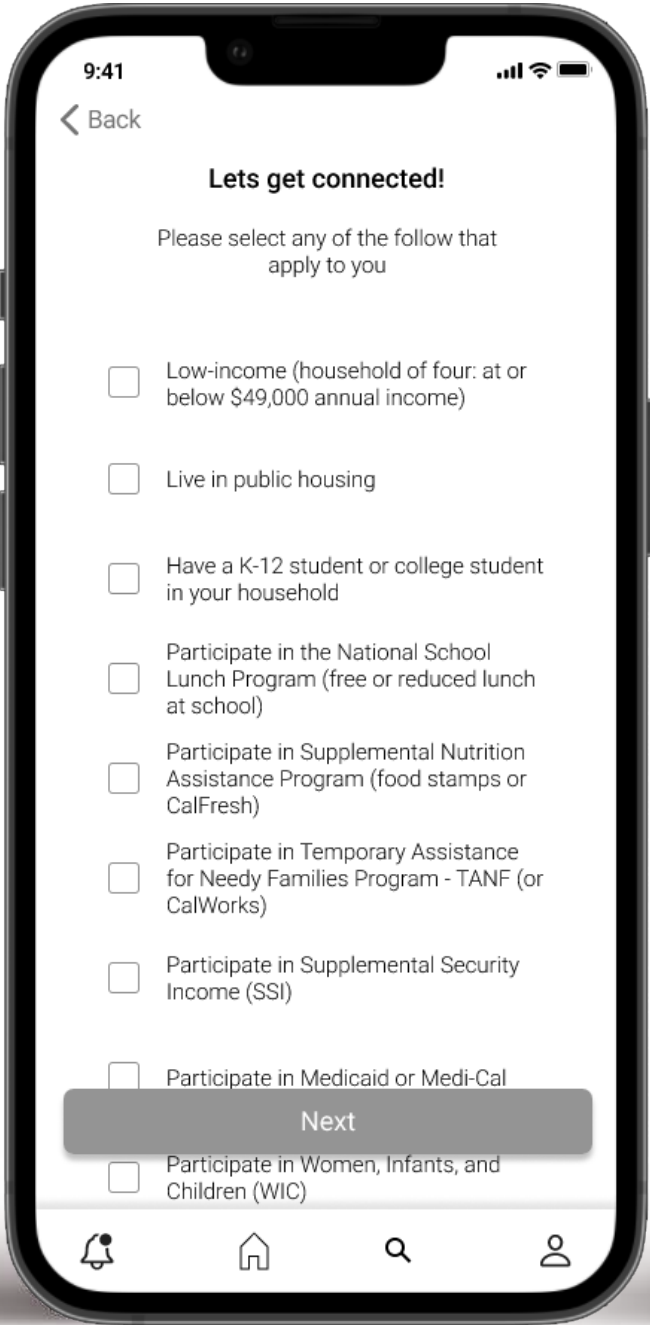 9:41
Back
Lets get connected!
Please select any of the follow that
apply to you
Low-income (household of four: at or
below $49,000 annual income)
Live in public housing
Have a K-12 student or college student
in your household
Participate in the National School
Lunch Program (free or reduced lunch
at school)
Participate in Supplemental Nutrition
Assistance Program (food stamps or
CalFresh)
Participate in Temporary Assistance
for Needy Families Program - TANF (or
CalWorks)
Participate in Supplemental Security
Income (SSI)
Participate in Medicaid or Medi-Cal
Next
Participate in Women, Infants, and
Children (WIC)